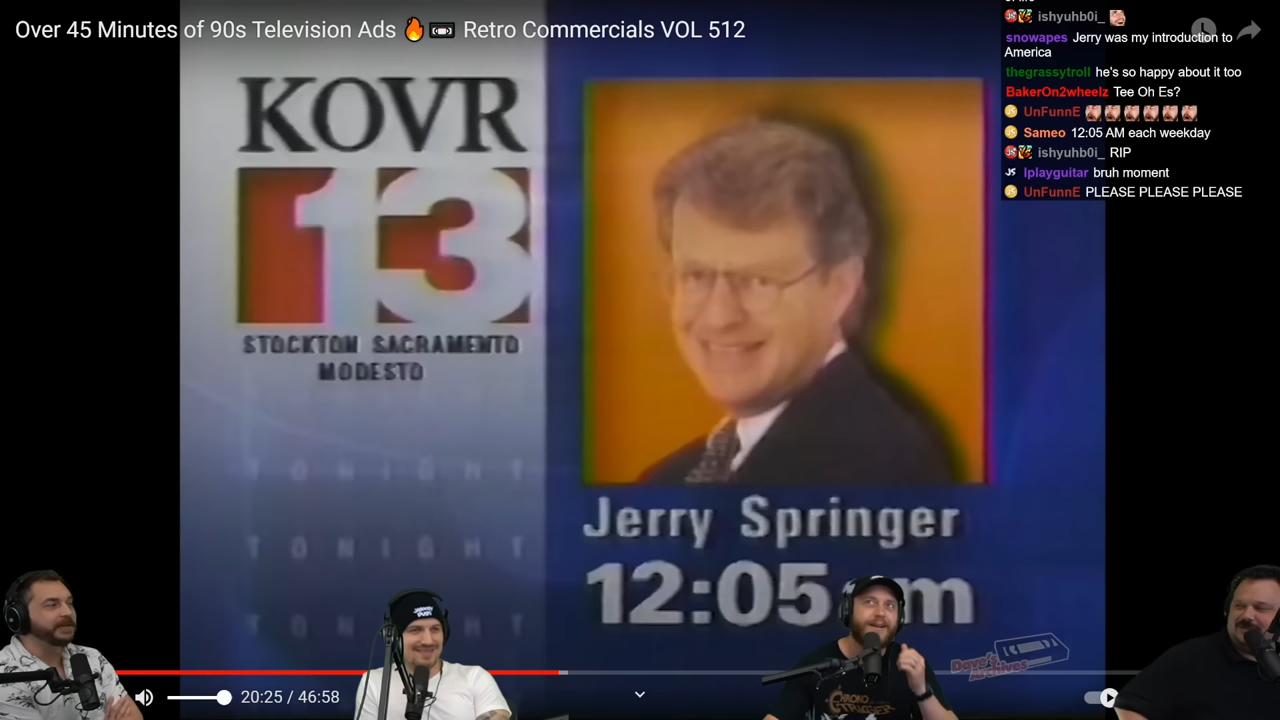 Over 45 Minutes of 90s Television Ads 🔥📼 Retro Commercials VOL 512
ishyuhb0i_
snowapes Jerry was my introduction to
America
thegrassytroll he's so happy about it too
BakerOn2wheelz Tee Oh Es?
UnFunnE
Sameo 12:05 AM each weekday
ishyuhb0i_ RIP
Iplayguitar bruh moment
UnFunnE PLEASE PLEASE PLEASE
KOVR
13
STOCKTON SACRAMENTO
MODESTO
TONIGHT
TONIGHT
TONIGHT
Jerry Springer
12:05 m
Dave's
Archives
CHRONO
TRIGGER
20:25 / 46:58